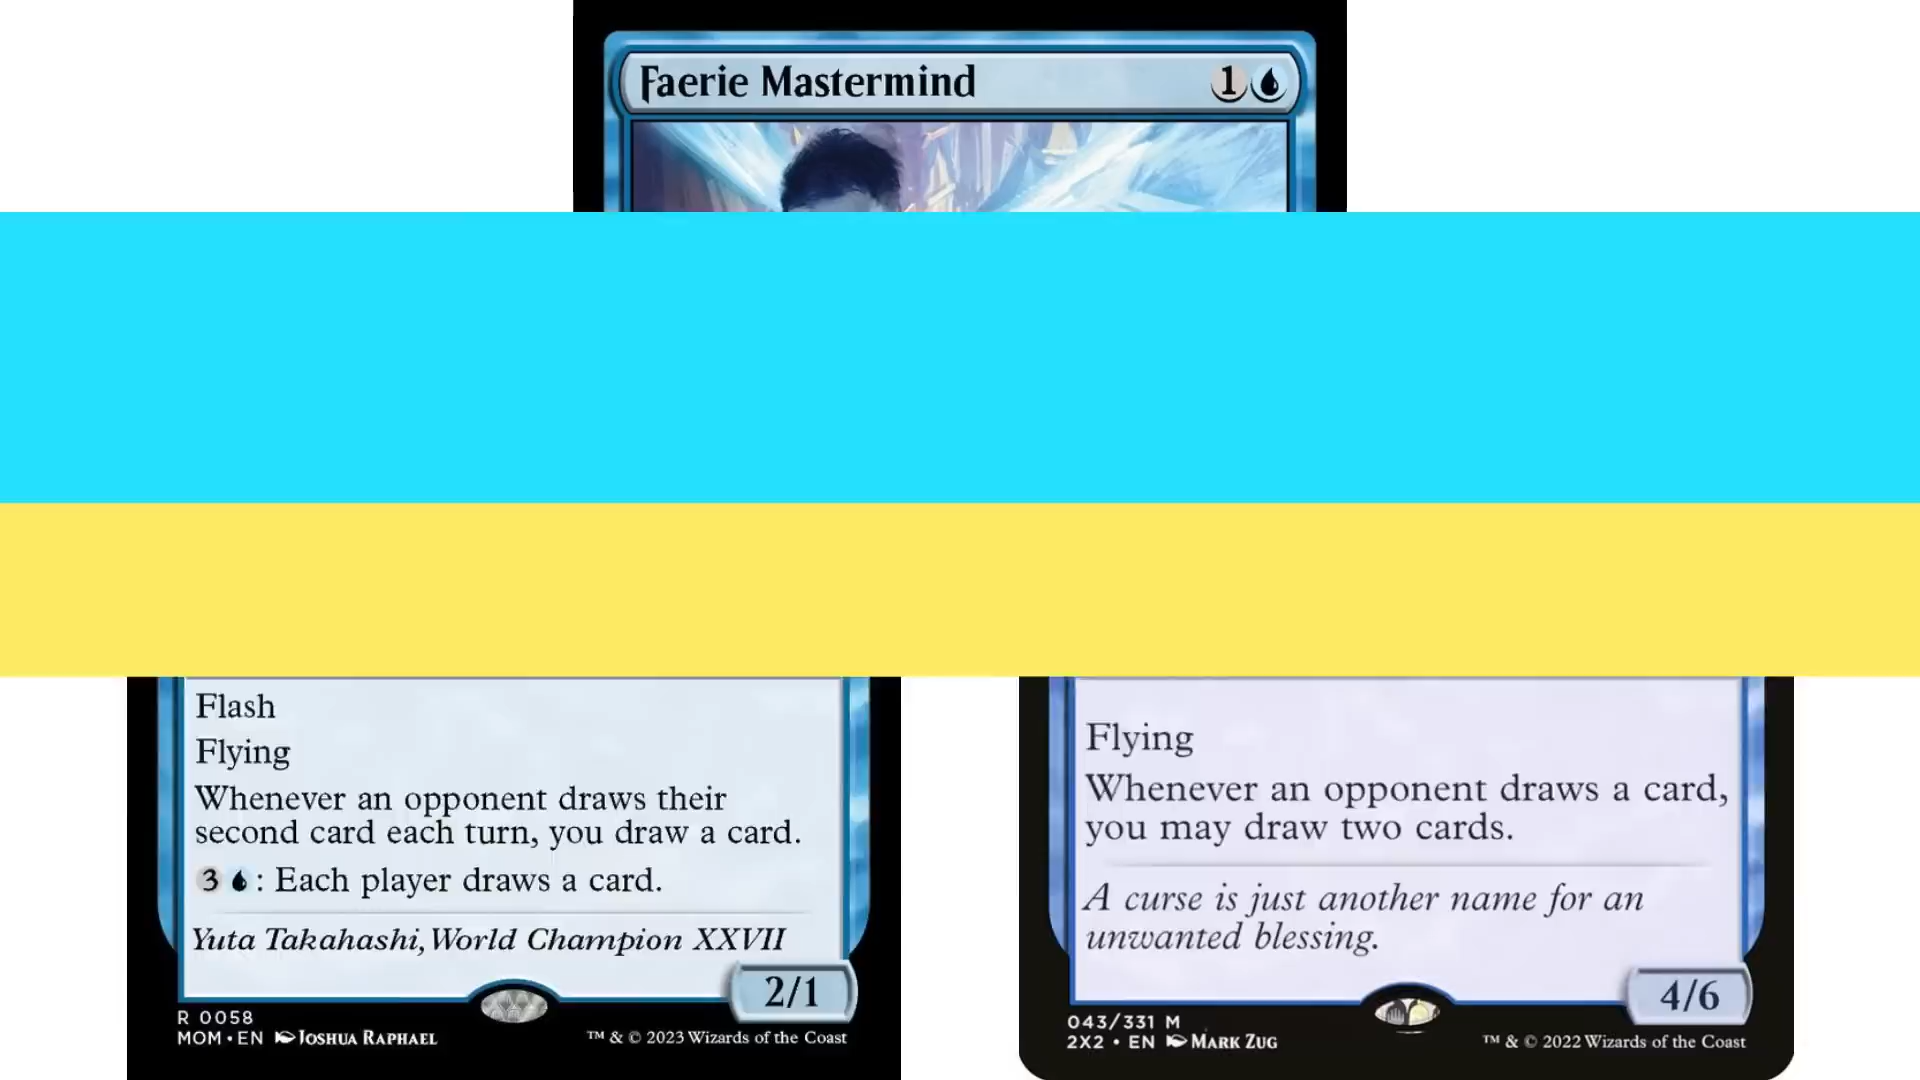 Faerie Mastermind 1
Flash
Flying
Whenever an opponent draws their
second card each turn, you draw a card.
3 : Each player draws a card.
Yuta Takahashi, World Champion XXVII
2/1
R 0058
MOM • EN Joshua Raphael
™ & © 2023 Wizards of the Coast
Flying
Whenever an opponent draws a card,
you may draw two cards.
A curse is just another name for an
unwanted blessing.
4/6
043/331 M
2X2 • EN Mark Zug
™ & © 2022 Wizards of the Coast